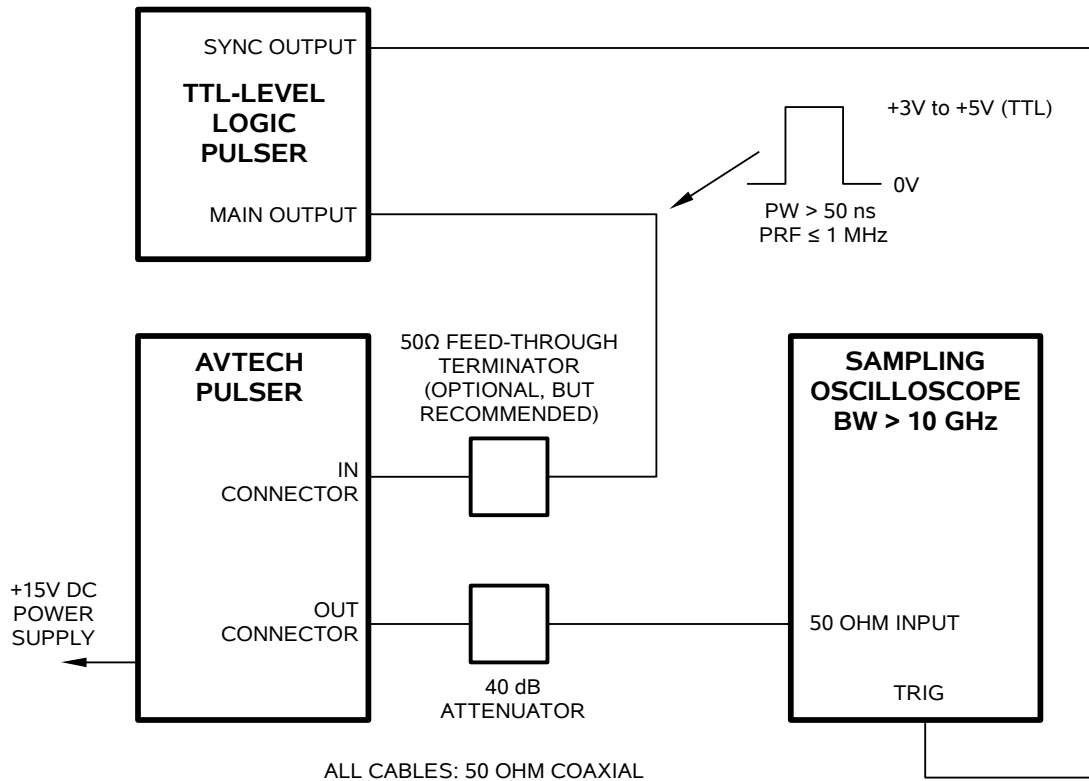 SYNC OUTPUT
TTL-LEVEL
LOGIC
PULSER
MAIN OUTPUT
+3V to +5V (TTL)
0V
PW > 50 ns
PRF ≤ 1 MHz
AVTECH
PULSER
IN
CONNECTOR
OUT
CONNECTOR
50Ω FEED-THROUGH
TERMINATOR
(OPTIONAL, BUT
RECOMMENDED)
SAMPLING
OSCILLOSCOPE
BW > 10 GHz
50 OHM INPUT
TRIG
+15V DC
POWER
SUPPLY
40 dB
ATTENUATOR
ALL CABLES: 50 OHM COAXIAL